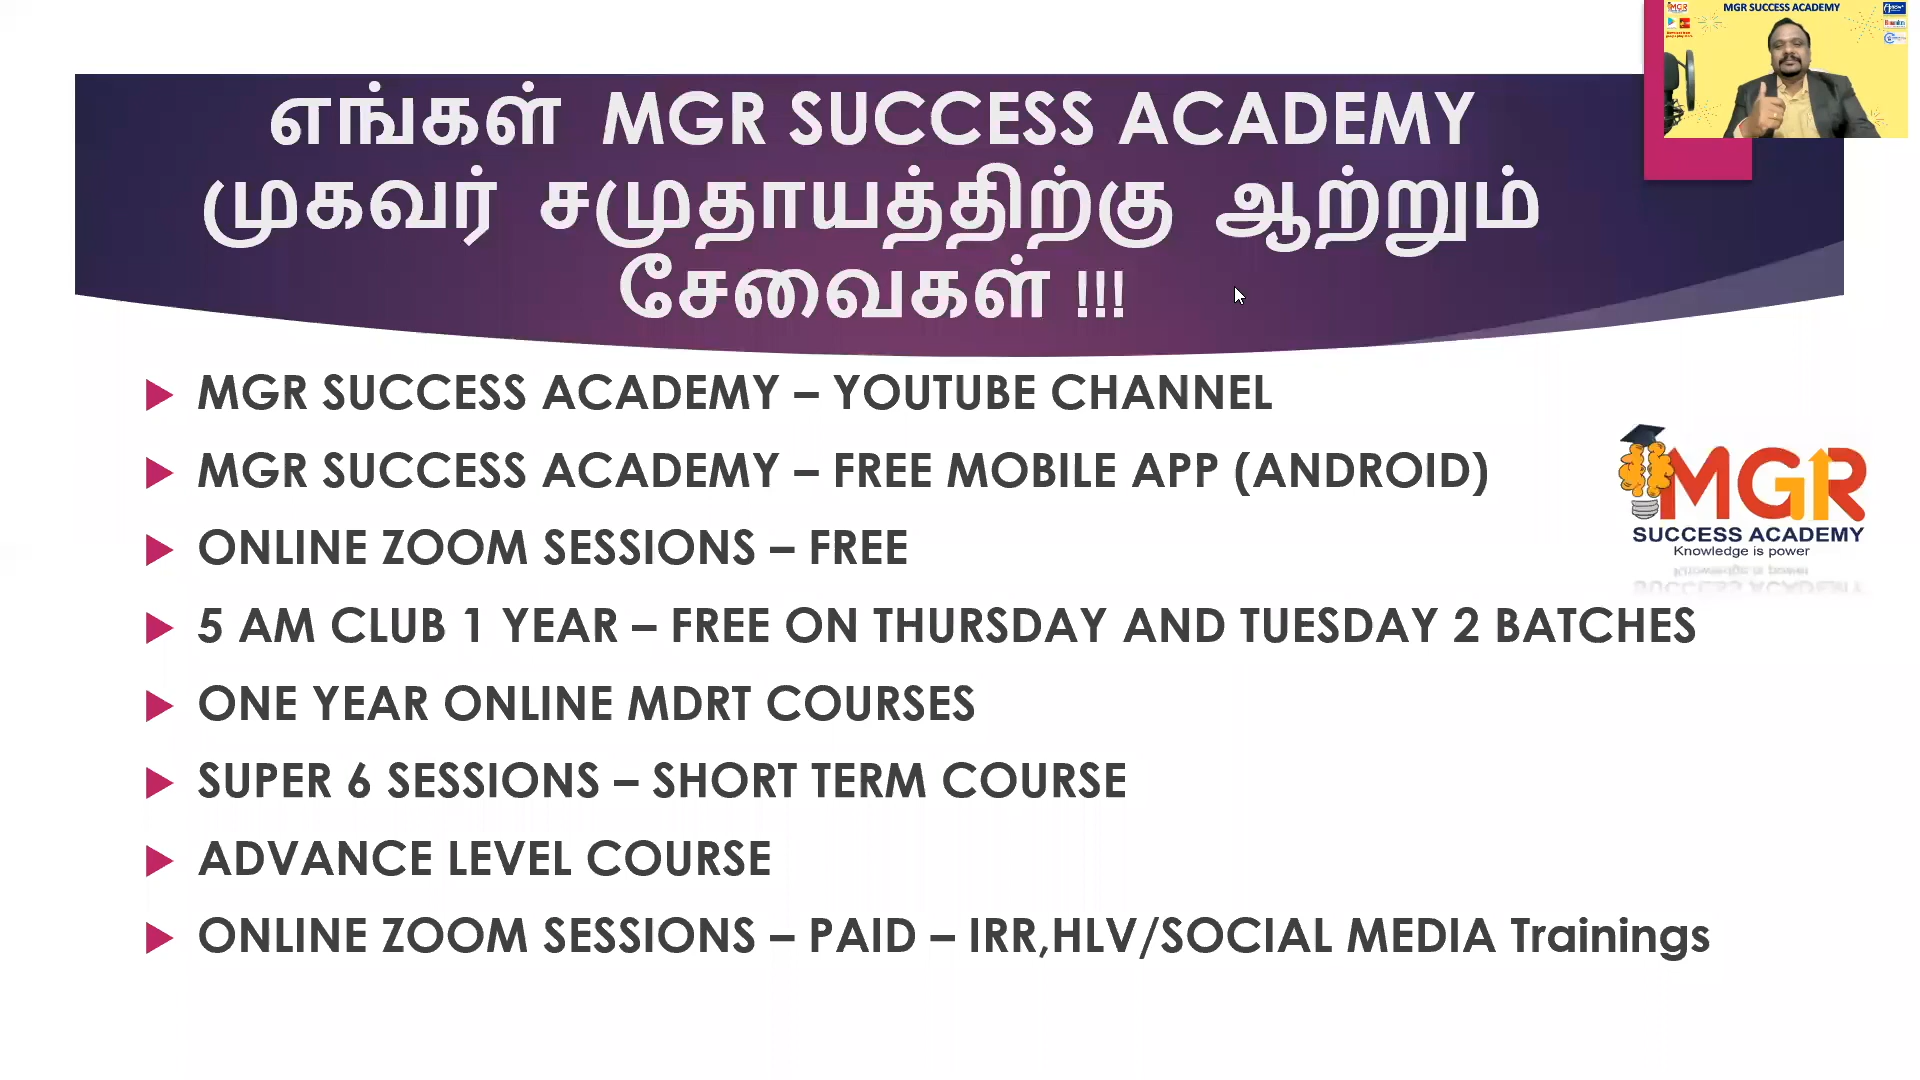 எங்கள் MGR SUCCESS ACADEMY
முகவர் சமுதாயத்திற்கு ஆற்றும்
சேவைகள் !!!
MGR SUCCESS ACADEMY – YOUTUBE CHANNEL
MGR SUCCESS ACADEMY – FREE MOBILE APP (ANDROID)
ONLINE ZOOM SESSIONS – FREE
5 AM CLUB 1 YEAR – FREE ON THURSDAY AND TUESDAY 2 BATCHES
ONE YEAR ONLINE MDRT COURSES
SUPER 6 SESSIONS – SHORT TERM COURSE
ADVANCE LEVEL COURSE
ONLINE ZOOM SESSIONS – PAID – IRR,HLV/SOCIAL MEDIA Trainings
MGR
SUCCESS ACADEMY
Knowledge is power
MGR SUCCESS ACADEMY
MGR